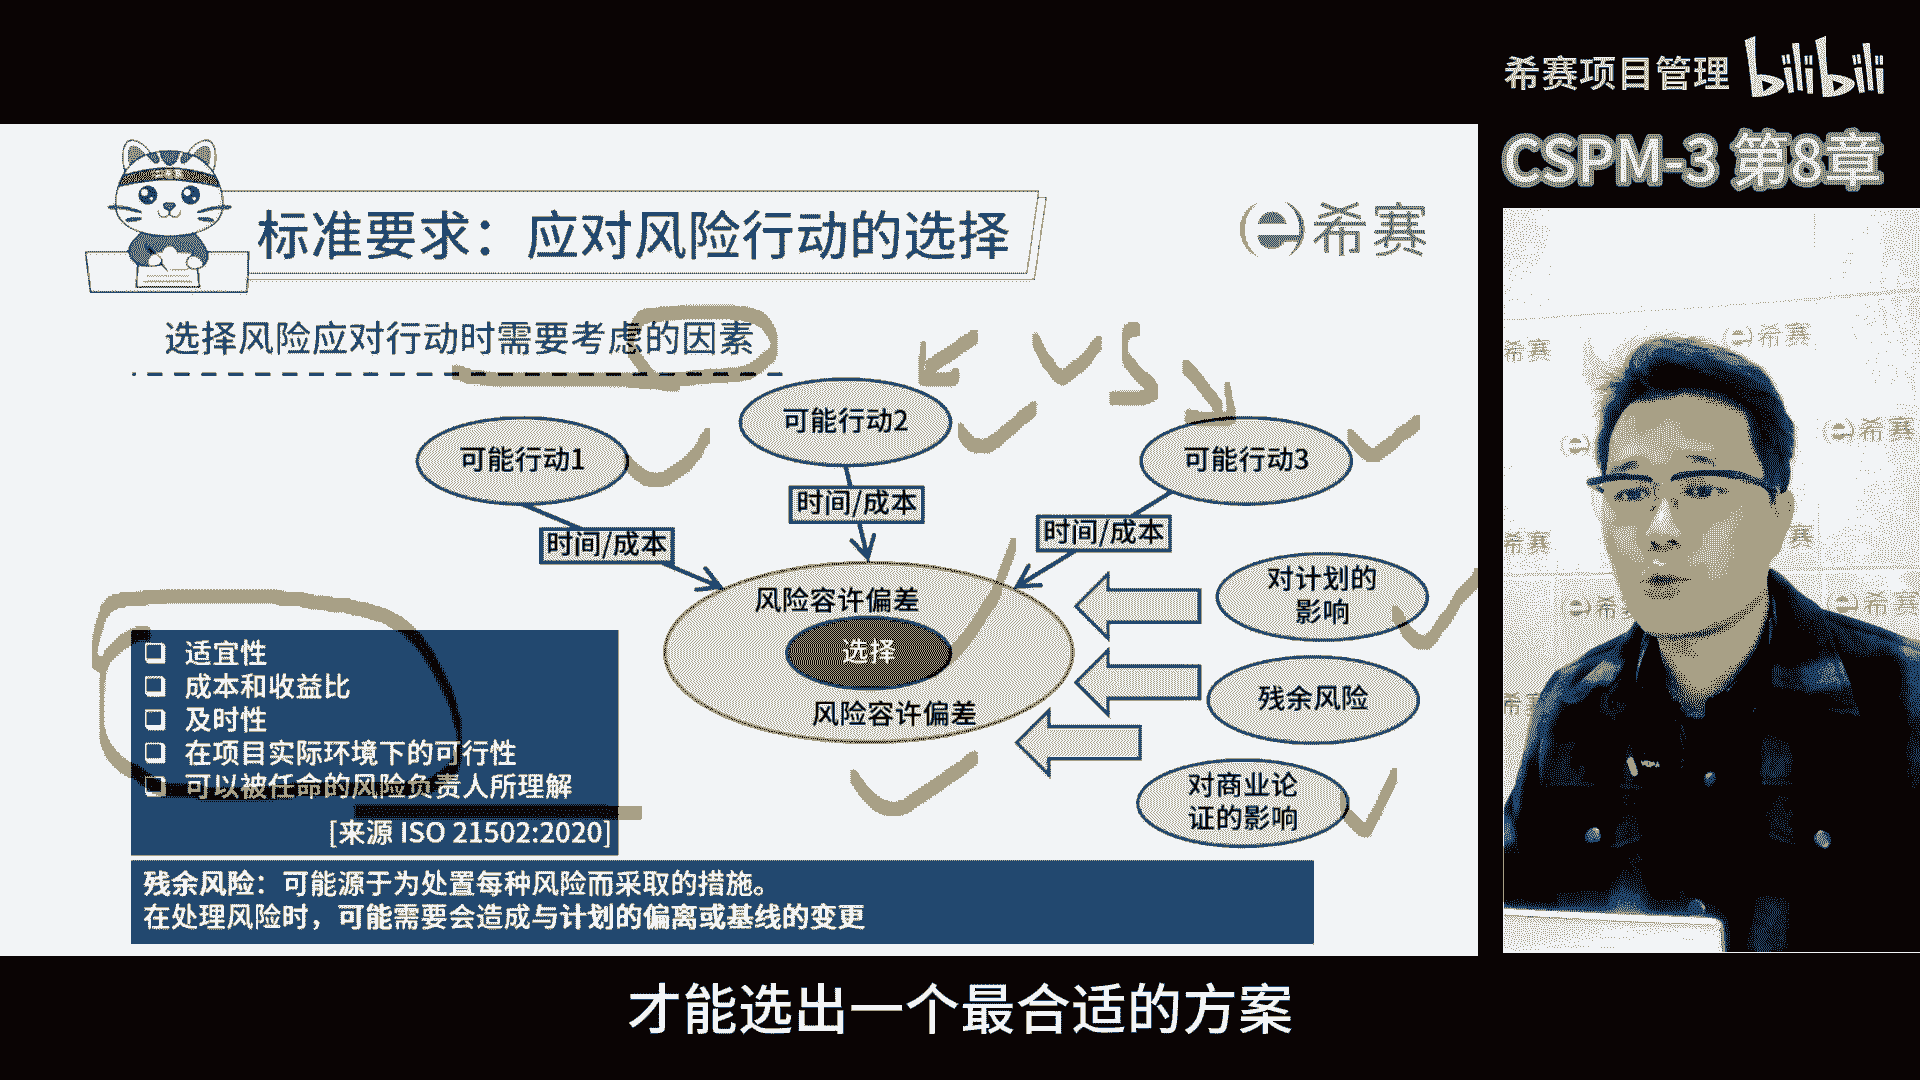 希赛项目管理 bilibili
CSPM-3 第8章
标准要求：应对风险行动的选择
希赛
选择风险应对行动时需要考虑的因素
VS
可能行动1
可能行动2
可能行动3
时间/成本
时间/成本
时间/成本
风险容许偏差
选择
风险容许偏差
对计划的
影响
残余风险
对商业论
证的影响
适宜性
成本和收益比
及时性
在项目实际环境下的可行性
可以被任命的风险负责人所理解
[来源 ISO 21502:2020]
残余风险：可能源于为处置每种风险而采取的措施。
在处理风险时，可能需要会造成与计划的偏离或基线的变更
希赛
希赛
希赛
希赛
希赛
才能选出一个最合适的方案